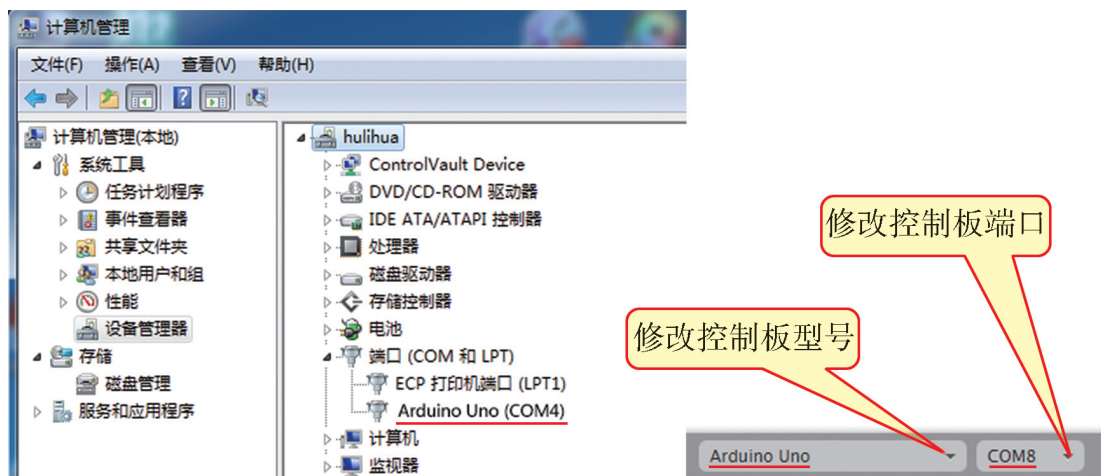 计算机管理
文件(F) 操作(A) 查看(V) 帮助(H)
计算机管理(本地)
系统工具
任务计划程序
事件查看器
共享文件夹
本地用户和组
性能
设备管理器
存储
磁盘管理
服务和应用程序
hulihua
ControlVault Device
DVD/CD-ROM 驱动器
IDE ATA/ATAPI 控制器
处理器
磁盘驱动器
存储控制器
电池
端口 (COM 和 LPT)
ECP 打印机端口 (LPT1)
Arduino Uno (COM4)
计算机
监视器
修改控制板端口
修改控制板型号
Arduino Uno
COM8